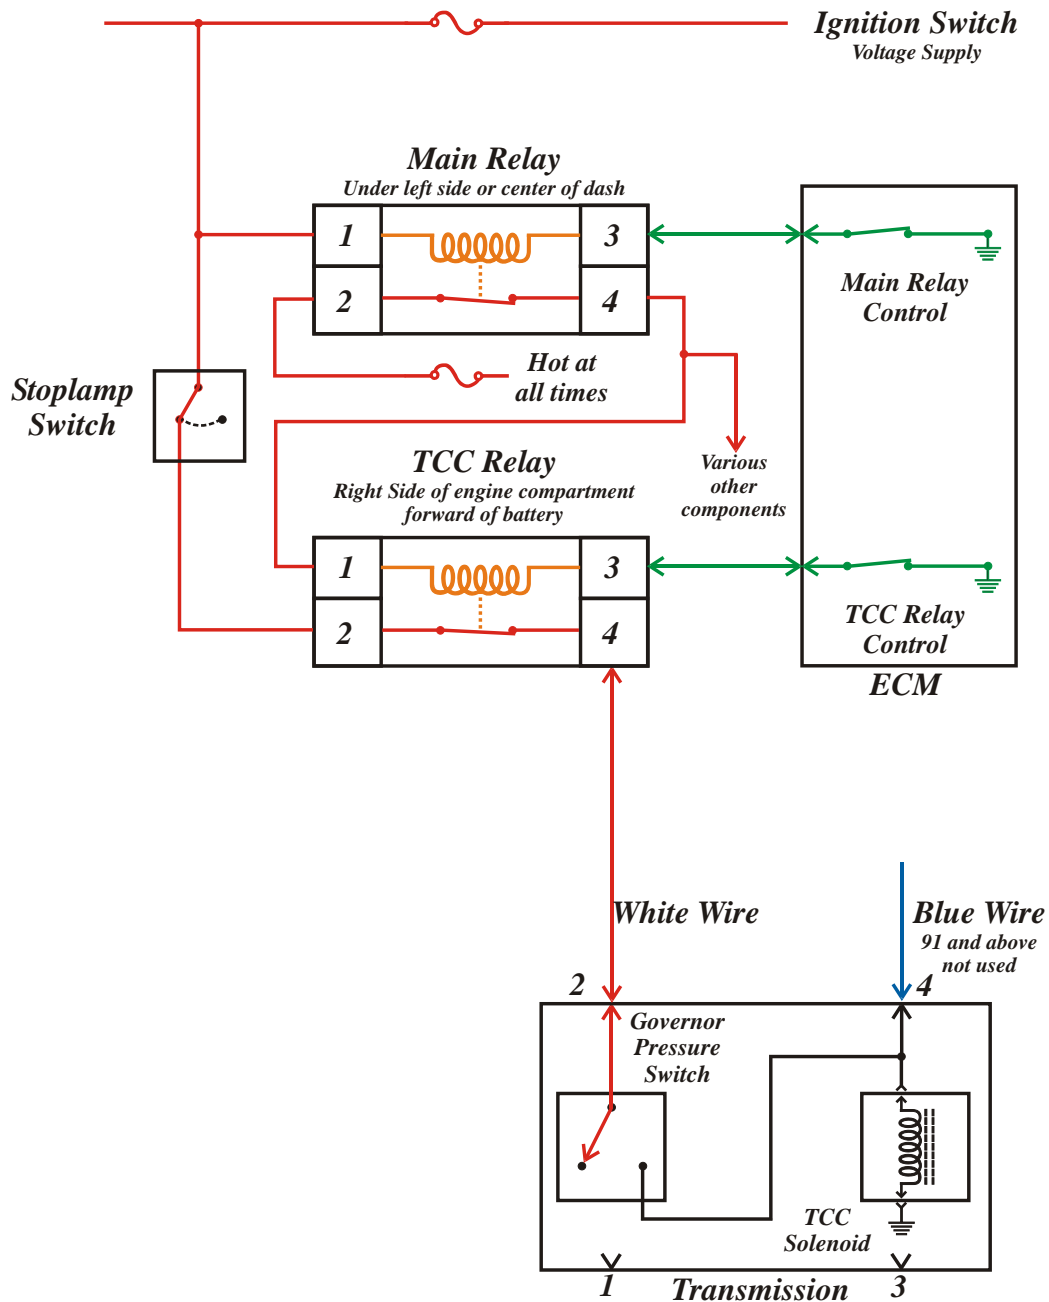 Ignition Switch
Voltage Supply
Main Relay
Under left side or center of dash
1
3
2
4
Main Relay
Control
Hot at
all times
Stoplamp
Switch
TCC Relay
Right Side of engine compartment
forward of battery
Various
other
components
1
3
2
4
TCC Relay
Control
ECM
White Wire
Blue Wire
91 and above
not used
2
4
Governor
Pressure
Switch
TCC
Solenoid
1
Transmission
3